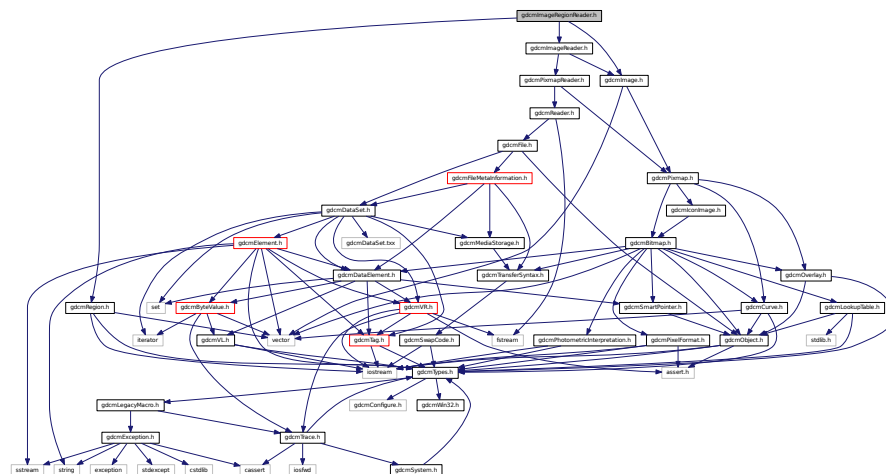 gdcmImageRegionReader.h
gdcmImageReader.h
gdcmPixmapReader.h
gdcmImage.h
gdcmReader.h
gdcmFile.h
gdcmFileMetaInformation.h
gdcmPixmap.h
gdcmDataSet.h
gdcmIconImage.h
gdcmElement.h
gdcmDataSet.txx
gdcmMediaStorage.h
gdcmBitmap.h
gdcmDataElement.h
gdcmTransferSyntax.h
gdcmOverlay.h
gdcmRegion.h
set
gdcmByteValue.h
gdcmVR.h
gdcmSmartPointer.h
gdcmCurve.h
gdcmLookupTable.h
iterator
gdcmVL.h
vector
gdcmTag.h
gdcmSwapCode.h
fstream
gdcmPhotometricInterpretation.h
gdcmPixelFormat.h
gdcmObject.h
stdlib.h
iostream
gdcmTypes.h
assert.h
gdcmLegacyMacro.h
gdcmConfigure.h
gdcmWin32.h
gdcmException.h
gdcmTrace.h
sstream
string
exception
stdexcept
cstdlib
cassert
iosfwd
gdcmSystem.h